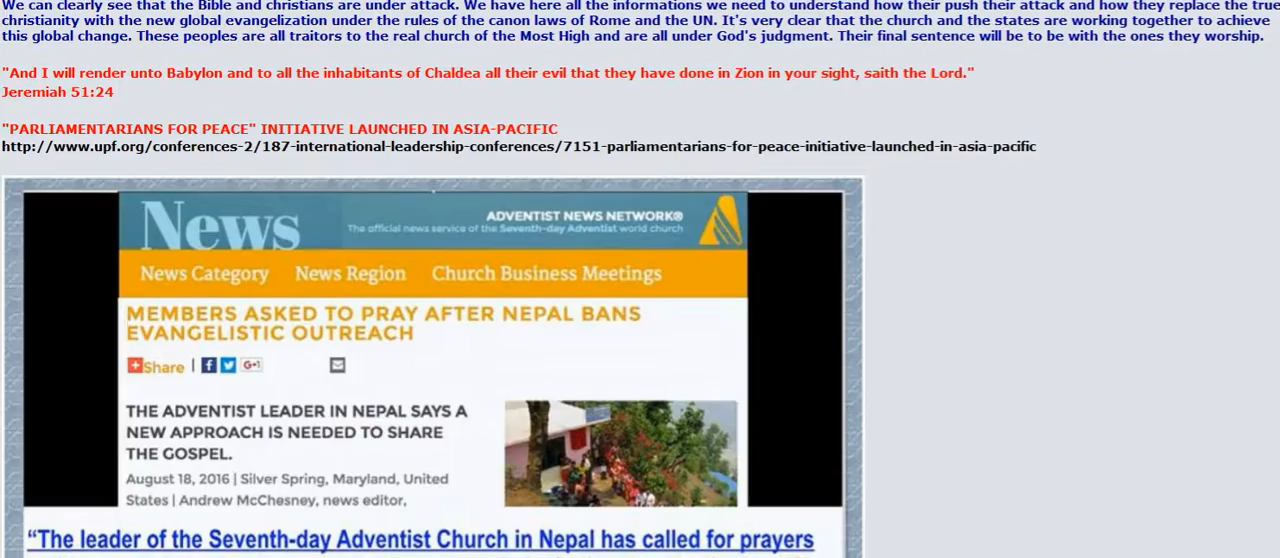 We can clearly see that the Bible and christians are under attack. We have here all the informations we need to understand how their push their attack and how they replace the true
christianity with the new global evangelization under the rules of the canon laws of Rome and the UN. It's very clear that the church and the states are working together to achieve
this global change. These peoples are all traitors to the real church of the Most High and are all under God's judgment. Their final sentence will be to be with the ones they worship.
"And I will render unto Babylon and to all the inhabitants of Chaldea all their evil that they have done in Zion in your sight, saith the Lord."
Jeremiah 51:24
"PARLIAMENTARIANS FOR PEACE" INITIATIVE LAUNCHED IN ASIA-PACIFIC
http://www.upf.org/conferences-2/187-international-leadership-conferences/7151-parliamentarians-for-peace-initiative-launched-in-asia-pacific
News
ADVENTIST NEWS NETWORK®
The official news service of the Seventh-day Adventist world church
News Category News Region Church Business Meetings
MEMBERS ASKED TO PRAY AFTER NEPAL BANS
EVANGELISTIC OUTREACH
Share | f G+1
THE ADVENTIST LEADER IN NEPAL SAYS A
NEW APPROACH IS NEEDED TO SHARE
THE GOSPEL.
August 18, 2016 | Silver Spring, Maryland, United
States | Andrew McChesney, news editor,
“The leader of the Seventh-day Adventist Church in Nepal has called for prayers